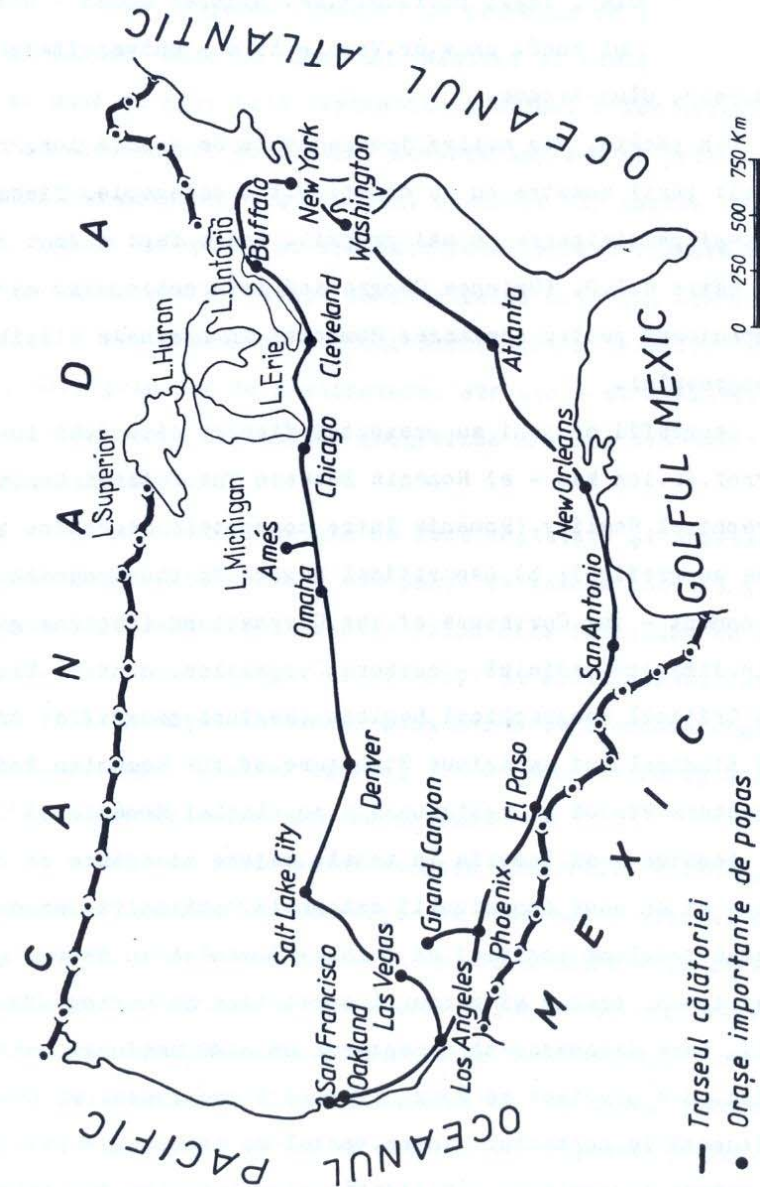 CANADA
L.Superior
L.Huron
L.Michigan
L.Erie
Buffalo
New York
Washington
Cleveland
Chicago
Ames
Omaha
Denver
Salt Lake City
San Francisco
Oakland
Las Vegas
Grand Canyon
Los Angeles
El Paso
San Antonio
New Orleans
Atlanta
OCEANUL PACIFIC
OCEANUL ATLANTIC
GOLFUL MEXIC
MEXIC
0 250 500 750 Km
— Traseul călătoriei
● Orașe importante de popas